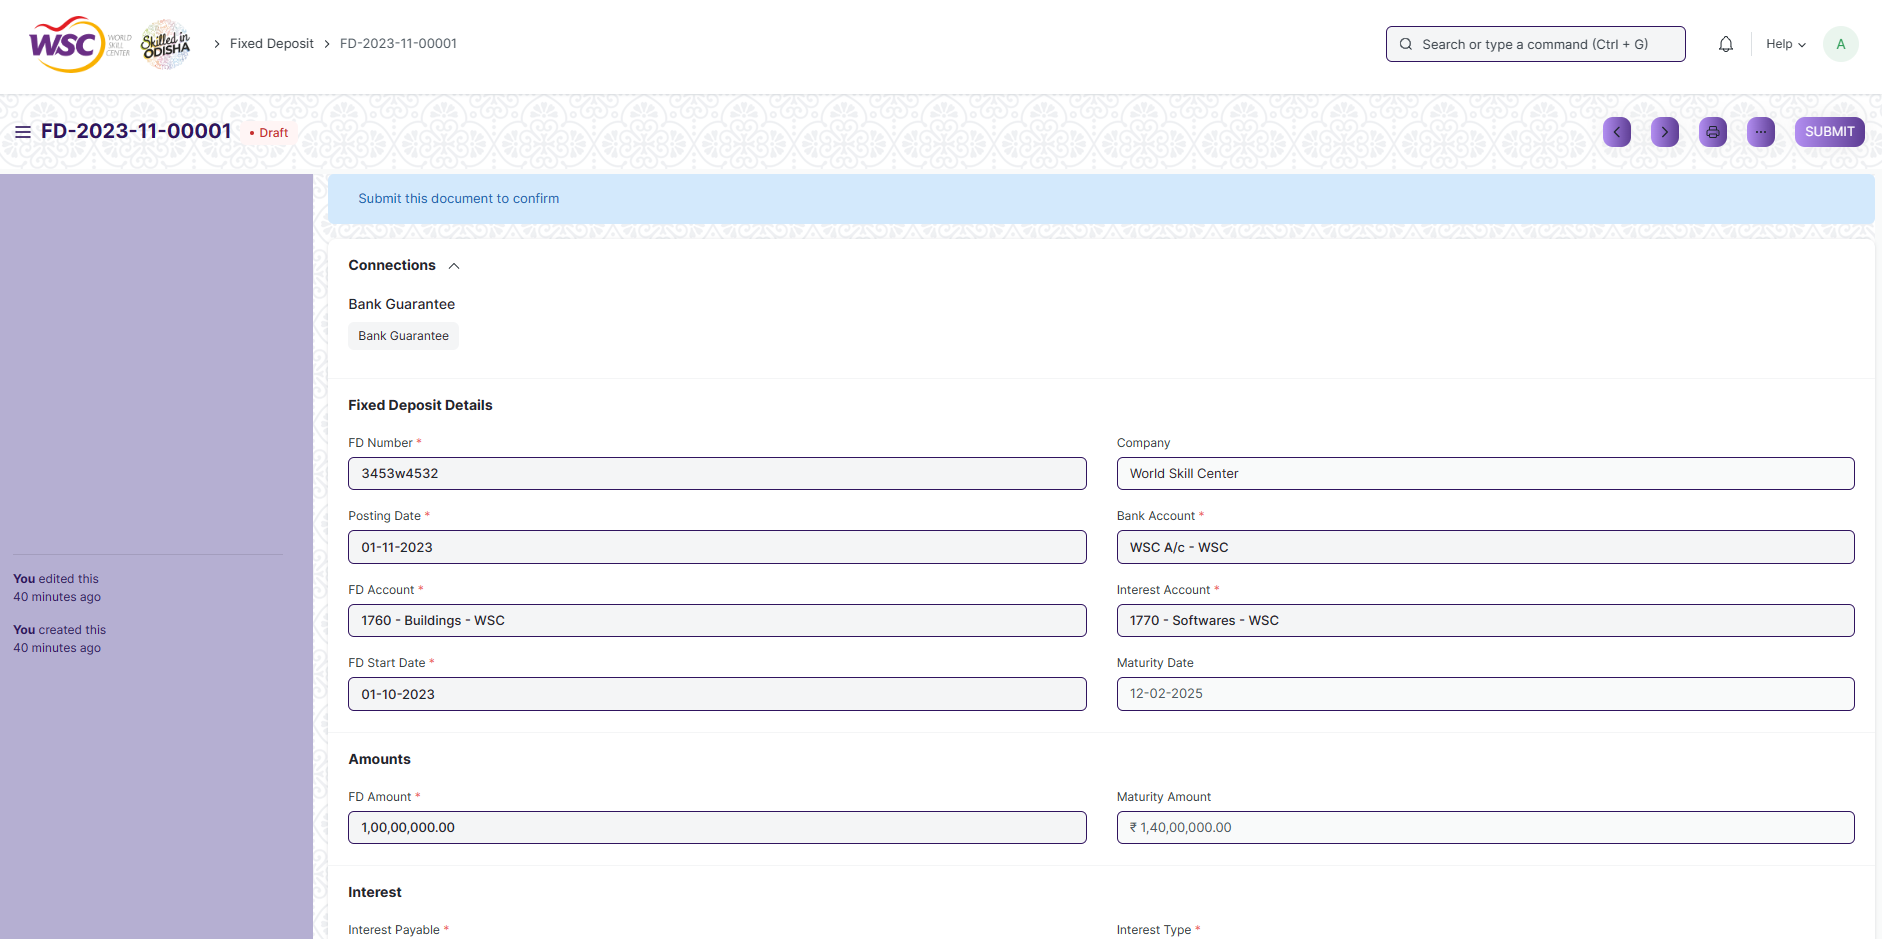 WSC WORLD SKILL CENTER
Skilled in ODISHA
Fixed Deposit
FD-2023-11-00001
Search or type a command (Ctrl + G)
Help
A
FD-2023-11-00001
Draft
SUBMIT
Submit this document to confirm
Connections
Bank Guarantee
Bank Guarantee
Fixed Deposit Details
FD Number *
3453w4532
Company
World Skill Center
Posting Date *
01-11-2023
Bank Account *
WSC A/c - WSC
FD Account *
1760 - Buildings - WSC
Interest Account *
1770 - Softwares - WSC
FD Start Date *
01-10-2023
Maturity Date
12-02-2025
Amounts
FD Amount *
1,00,00,000.00
Maturity Amount
₹ 1,40,00,000.00
Interest
Interest Payable *
Interest Type *
You edited this
40 minutes ago
You created this
40 minutes ago